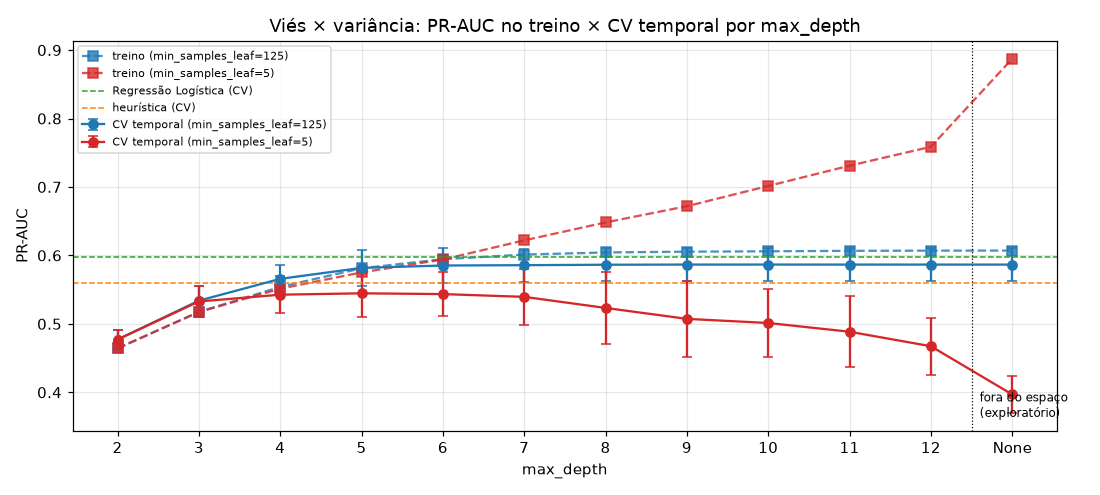 Viés × variância: PR-AUC no treino × CV temporal por max_depth
treino (min_samples_leaf=125)
treino (min_samples_leaf=5)
Regressão Logística (CV)
heurística (CV)
CV temporal (min_samples_leaf=125)
CV temporal (min_samples_leaf=5)
PR-AUC
0.9
0.8
0.7
0.6
0.5
0.4
fora do espaço
(exploratório)
2 3 4 5 6 7 8 9 10 11 12 None
max_depth